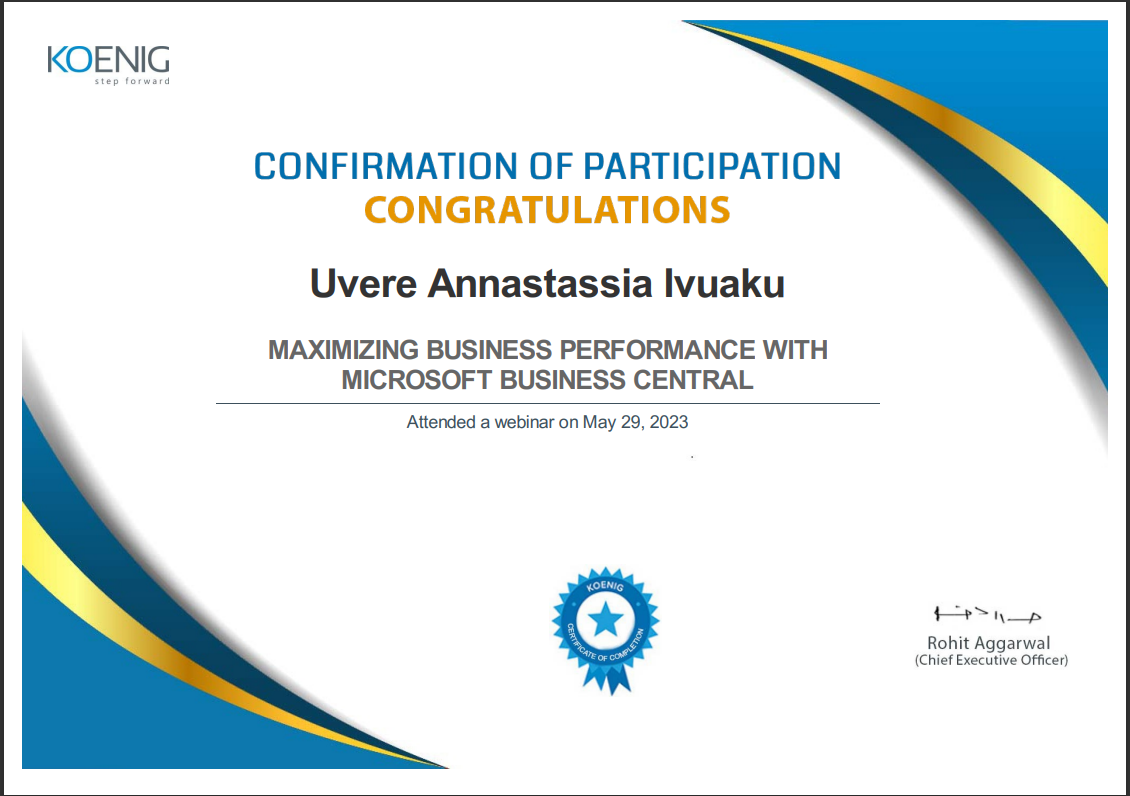 KOENIG
step forward
CONFIRMATION OF PARTICIPATION
CONGRATULATIONS
Uvere Annastassia Ivuaku
MAXIMIZING BUSINESS PERFORMANCE WITH
MICROSOFT BUSINESS CENTRAL
Attended a webinar on May 29, 2023
.
KOENIG
CERTIFICATE OF COMPLETION
Rohit Aggarwal
(Chief Executive Officer)